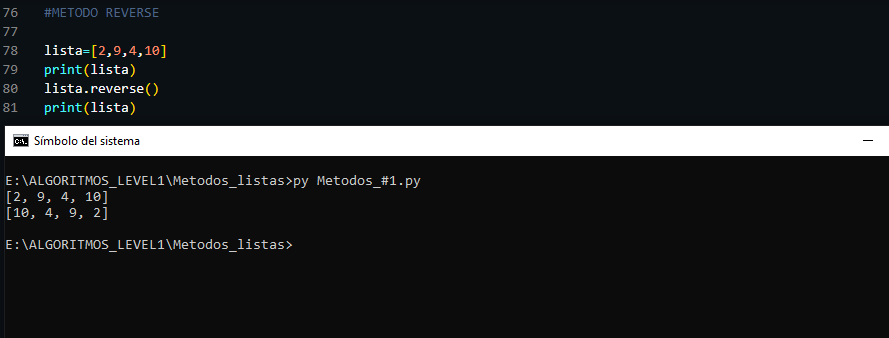 76 #METODO REVERSE
77
78 lista=[2,9,4,10]
79 print(lista)
80 lista.reverse()
81 print(lista)
C:\. Símbolo del sistema
E:\ALGORITMOS_LEVEL1\Metodos_listas>py Metodos_#1.py
[2, 9, 4, 10]
[10, 4, 9, 2]
E:\ALGORITMOS_LEVEL1\Metodos_listas>